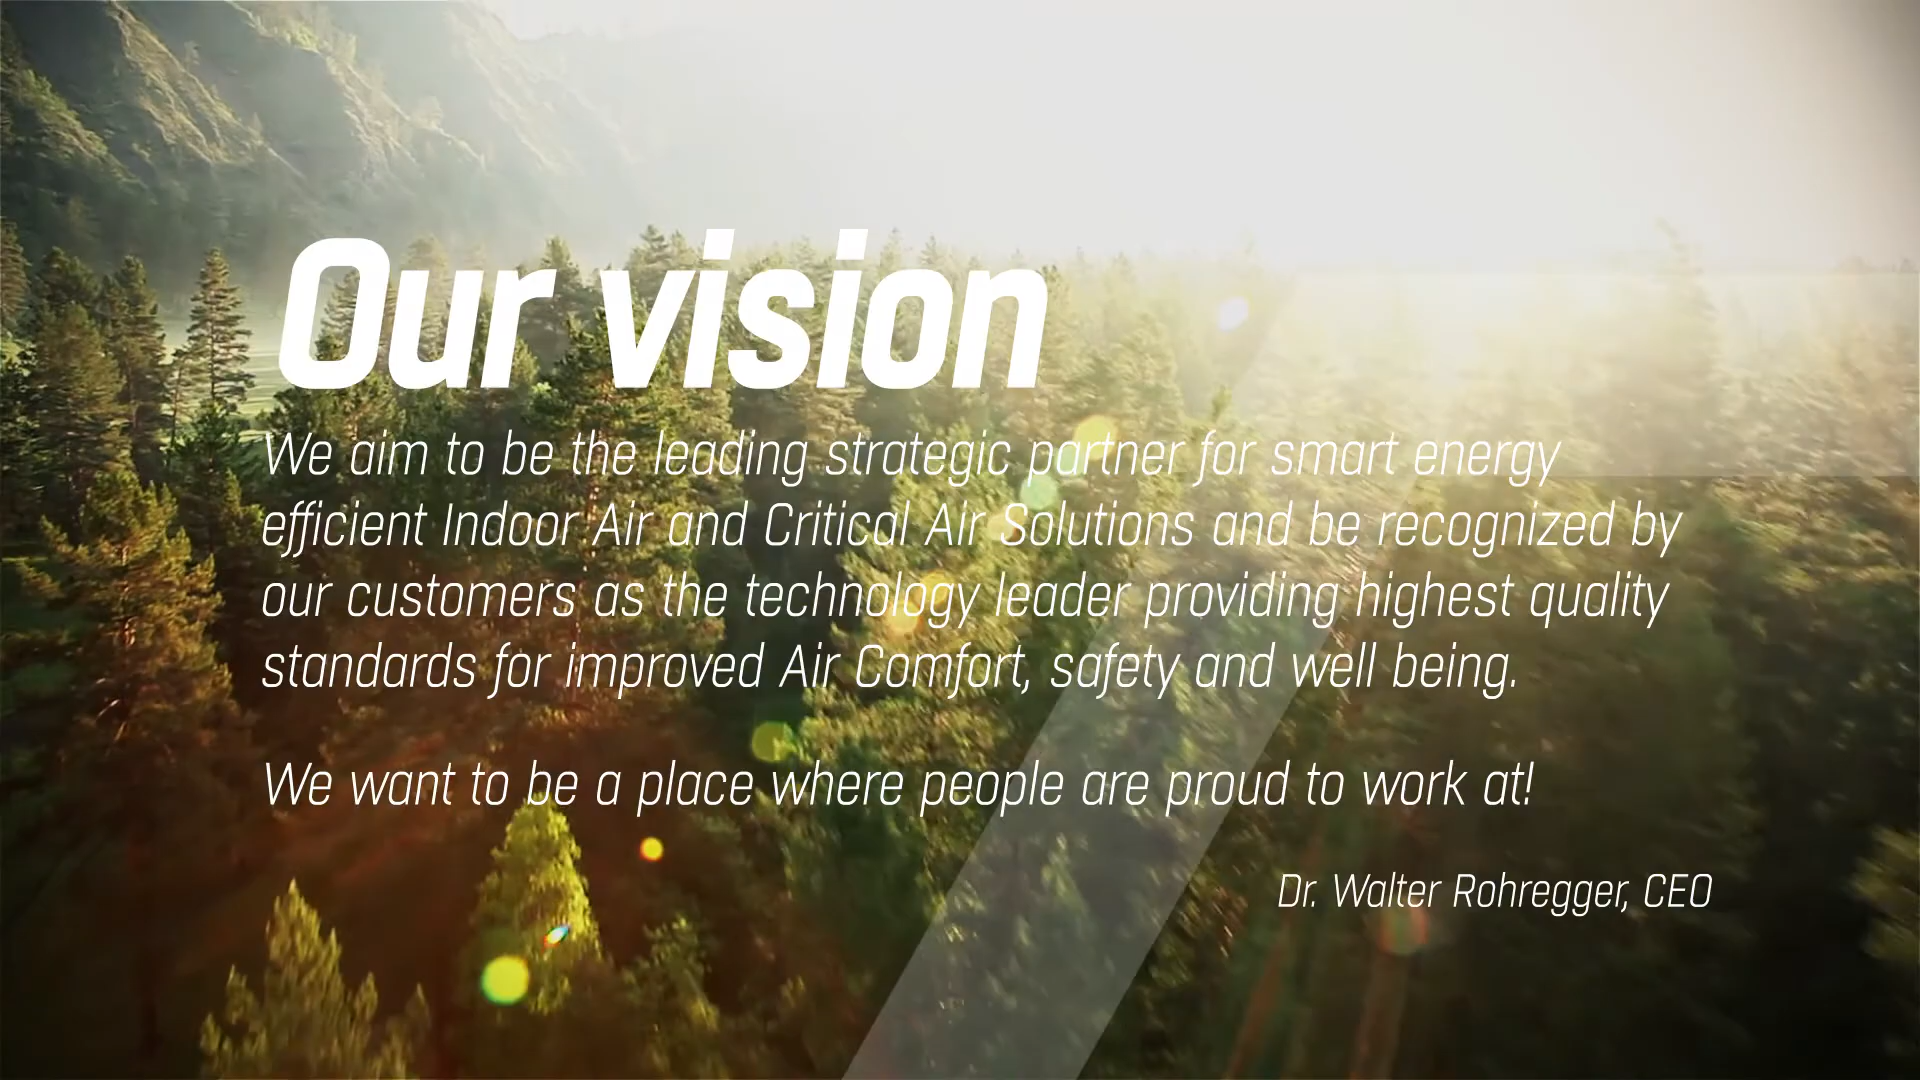 Our vision
We aim to be the leading strategic partner for smart energy
efficient Indoor Air and Critical Air Solutions and be recognized by
our customers as the technology leader providing highest quality
standards for improved Air Comfort, safety and well being.
We want to be a place where people are proud to work at!
Dr. Walter Rohregger, CEO